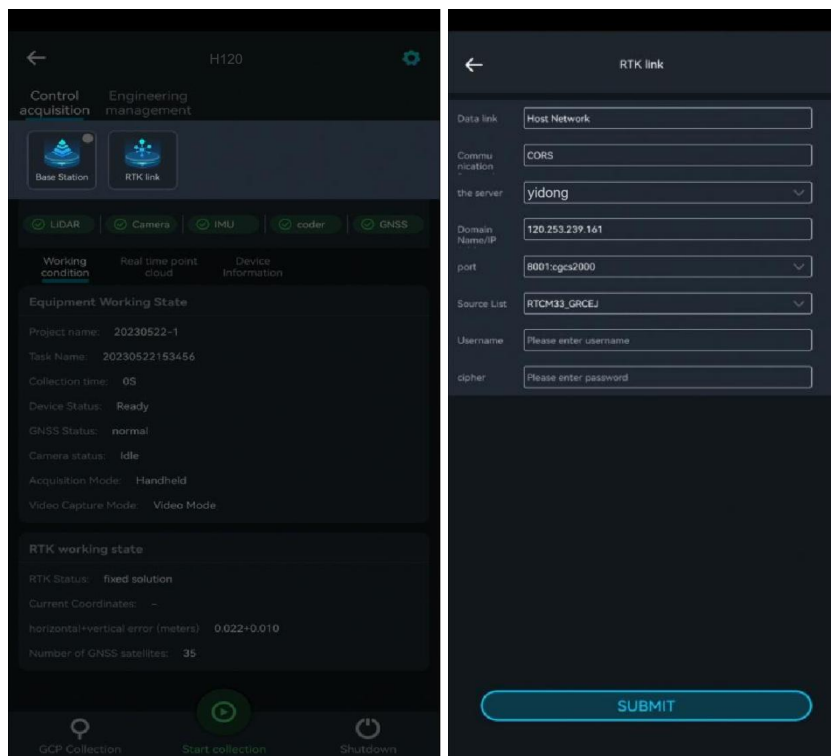 H120
Control acquisition
Engineering management
Base Station
RTK link
LiDAR
Camera
IMU
coder
GNSS
Working condition
Real time point cloud
Device Information
Equipment Working State
Project name: 20230522-1
Task Name: 20230522153456
Collection time: 0S
Device Status: Ready
GNSS Status: normal
Camera status: Idle
Acquisition Mode: Handheld
Video Capture Mode: Video Mode
RTK working state
RTK Status: fixed solution
Current Coordinates: -
horizontsl+vertical error (meters) 0.022+0.010
Number of GNSS satellites: 35
GCP Collection
Start collection
Shutdown
RTK link
Data link
Host Network
Commu
nication
CORS
the server
yidong
Domain
Name/IP
120.253.239.161
port
8001:cgcs2000
Source List
RTCM33_GRCEJ
Username
Please enter username
cipher
Please enter password
SUBMIT